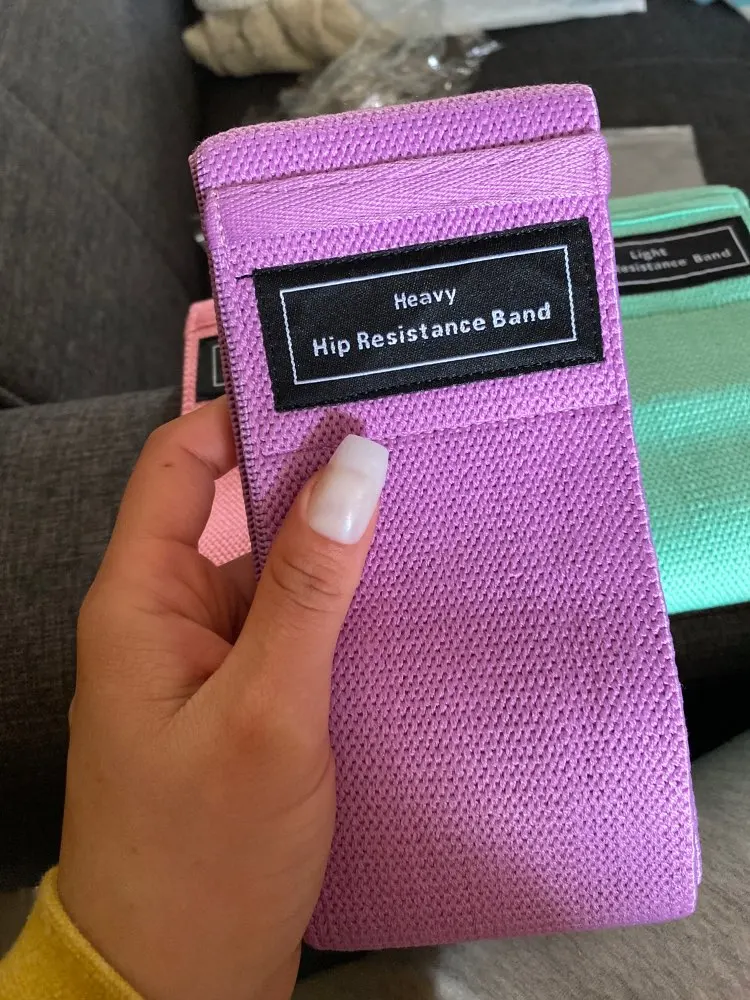 Heavy
Hip Resistance Band
Light
Resistance Band